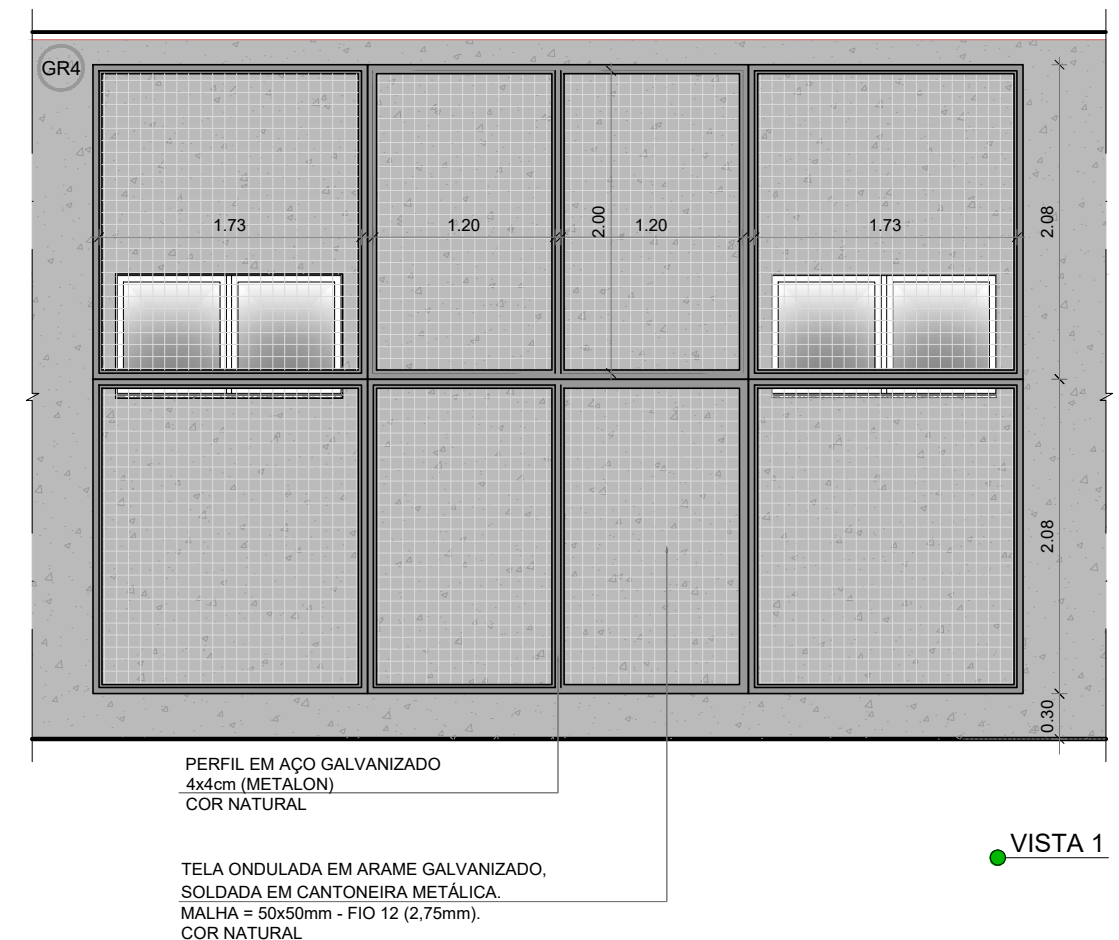 GR4
1.73
1.20
2.00
1.20
1.73
2.08
2.08
0.30
PERFIL EM AÇO GALVANIZADO
4x4cm (METALON)
COR NATURAL
VISTA 1
TELA ONDULADA EM ARAME GALVANIZADO,
SOLDADA EM CANTONEIRA METÁLICA.
MALHA = 50x50mm - FIO 12 (2,75mm).
COR NATURAL